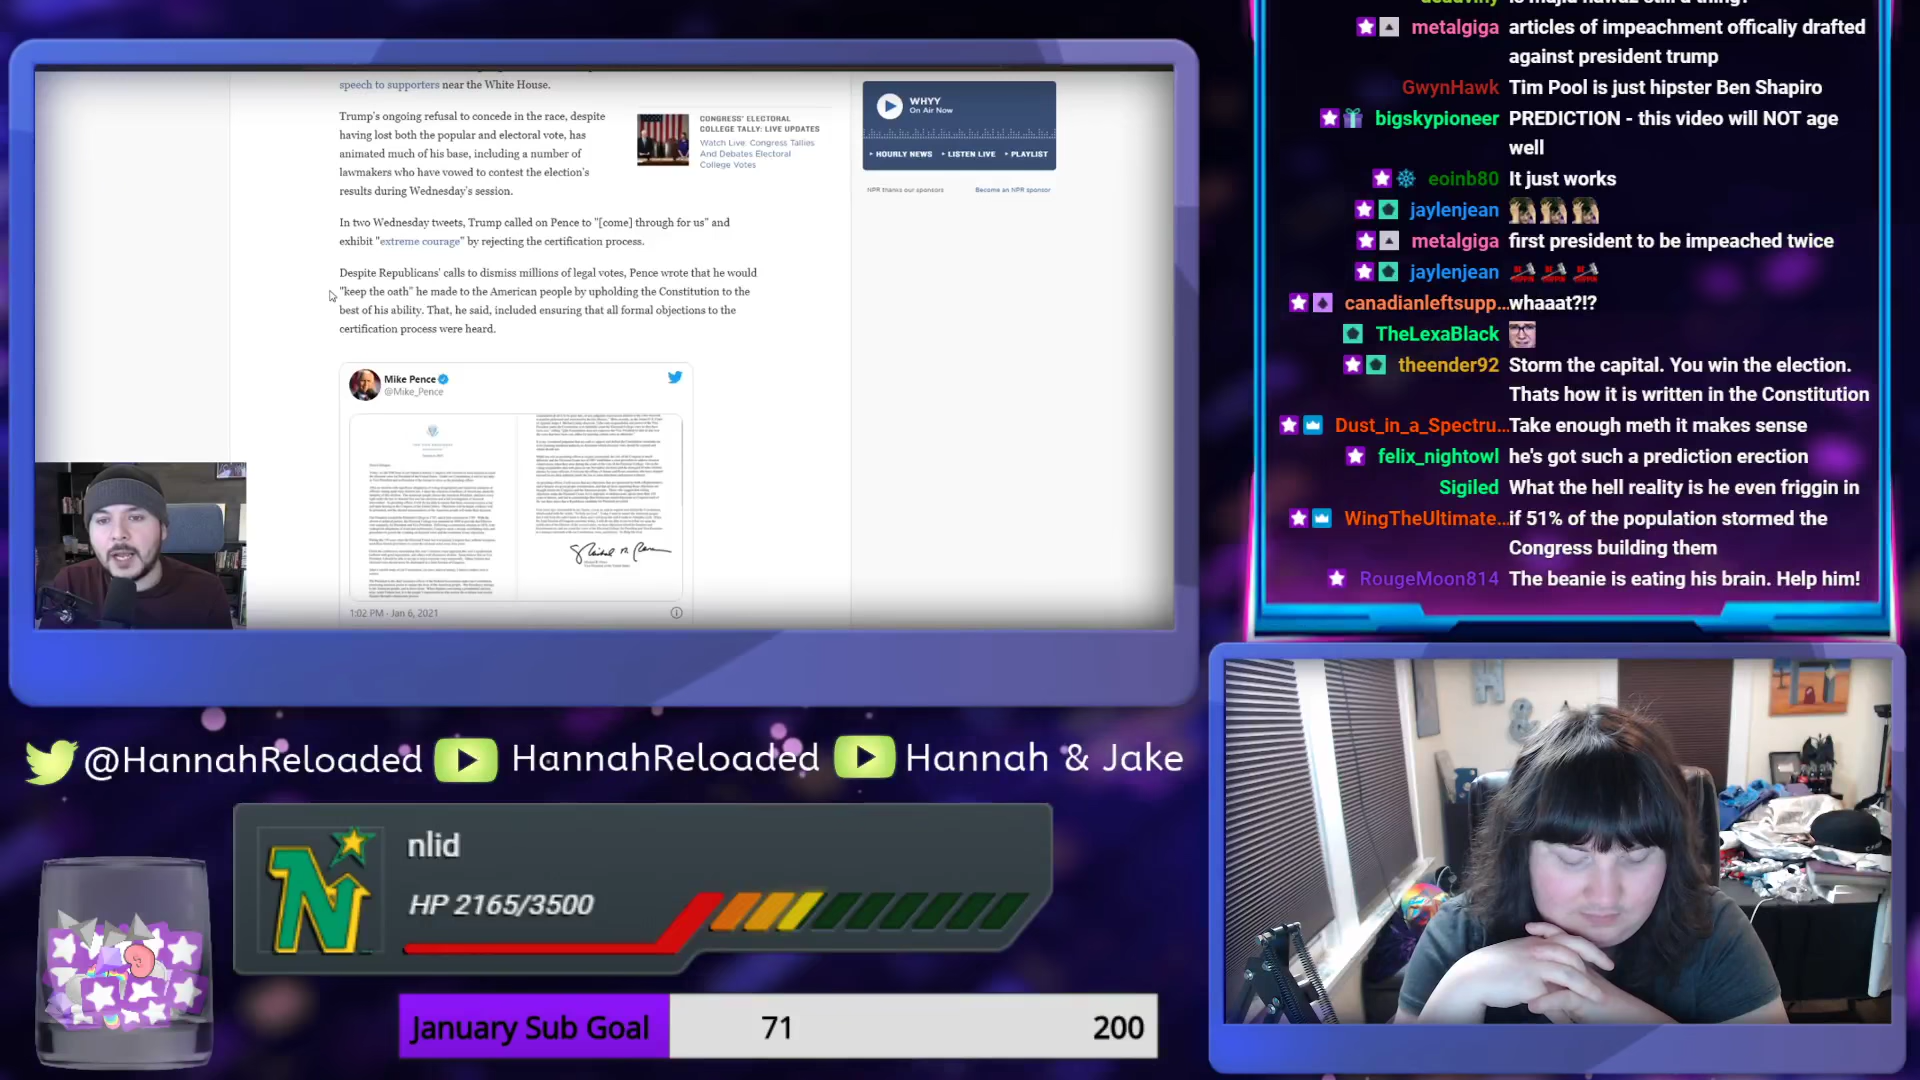 speech to supporters near the White House.
Trump's ongoing refusal to concede in the race, despite
having lost both the popular and electoral vote, has
animated much of his base, including a number of
lawmakers who have vowed to contest the election's
results during Wednesday's session.
CONGRESS' ELECTORAL
COLLEGE TALLY: LIVE UPDATES
Watch Live: Congress Tallies
And Debates Electoral
College Votes
In two Wednesday tweets, Trump called on Pence to "[come] through for us" and
exhibit "extreme courage" by rejecting the certification process.
Despite Republicans' calls to dismiss millions of legal votes, Pence wrote that he would
"keep the oath" he made to the American people by upholding the Constitution to the
best of his ability. That, he said, included ensuring that all formal objections to the
certification process were heard.
Mike Pence
@Mike_Pence
1:02 PM - Jan 6, 2021
WHYY
On Air Now
HOURLY NEWS
LISTEN LIVE
PLAYLIST
NPR thanks our sponsors
Become an NPR sponsor
metalgiga articles of impeachment offically drafted
against president trump
GwynHawk Tim Pool is just hipster Ben Shapiro
bigskypioneer PREDICTION - this video will NOT age
well
eoinb80 It just works
jaylenjean
metalgiga first president to be impeached twice
jaylenjean
canadianleftsupp... whaaat?!?
TheLexaBlack
theender92 Storm the capital. You win the election.
Thats how it is written in the Constitution
Dust_in_a_Spectru... Take enough meth it makes sense
felix_nightowl he's got such a prediction erection
Sigiled What the hell reality is he even friggin in
WingTheUltimate... if 51% of the population stormed the
Congress building them
RougeMoon814 The beanie is eating his brain. Help him!
@HannahReloaded HannahReloaded Hannah & Jake
nlid
HP 2165/3500
January Sub Goal 71 200